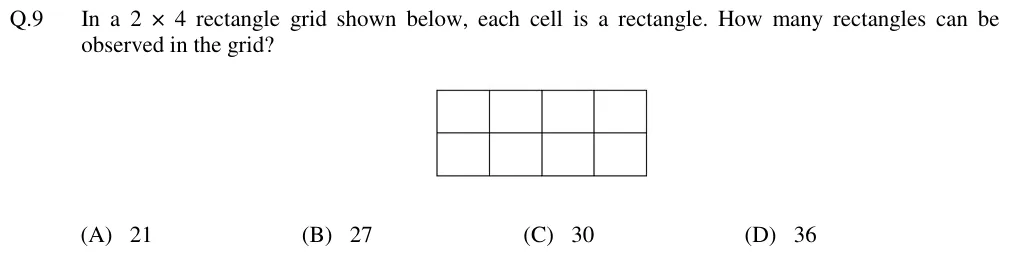 Q.9 In a 2 × 4 rectangle grid shown below, each cell is a rectangle. How many rectangles can be
observed in the grid?
(A) 21 (B) 27 (C) 30 (D) 36